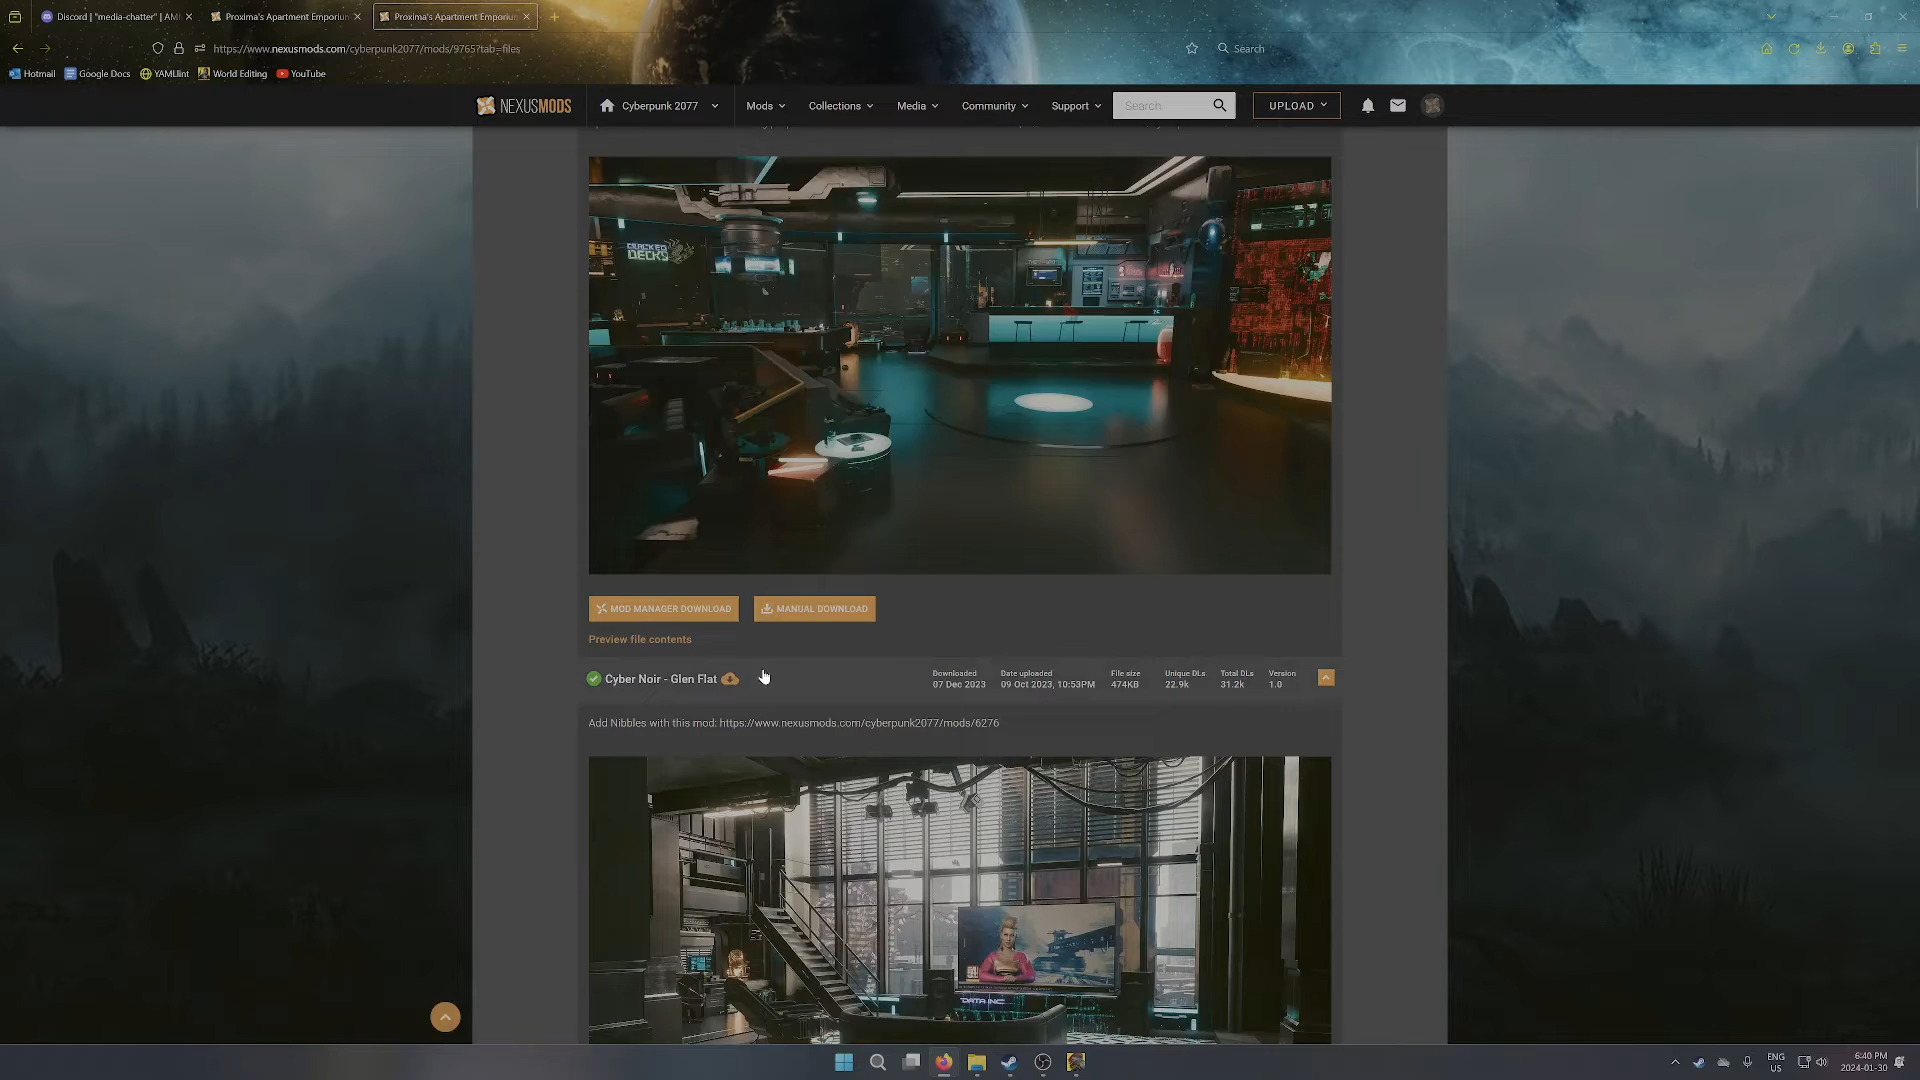 Discord | "media-chatter" | AMI
Proxima's Apartment Emporium
Proxima's Apartment Emporium
https://www.nexusmods.com/cyberpunk2077/mods/9765?tab=files
Search
Hotmail
Google Docs
YAMLlint
World Editing
YouTube
NEXUSMODS
Cyberpunk 2077
Mods
Collections
Media
Community
Support
Search
UPLOAD
CRACKED
DECKS
MOD MANAGER DOWNLOAD
MANUAL DOWNLOAD
Preview file contents
Cyber Noir - Glen Flat
Downloaded
07 Dec 2023
Date uploaded
09 Oct 2023, 10:53PM
File size
474KB
Unique DLs
22.9k
Total DLs
31.2k
Version
1.0
Add Nibbles with this mod: https://www.nexusmods.com/cyberpunk2077/mods/6276
DATA INC
ENG
US
6:40 PM
2024-01-30